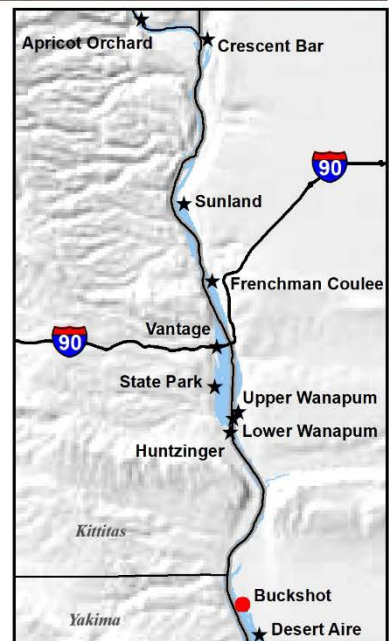 Apricot Orchard
Crescent Bar
90
Sunland
Frenchman Coulee
Vantage
90
State Park
Upper Wanapum
Lower Wanapum
Huntzinger
Kittitas
Buckshot
Yakima
Desert Aire